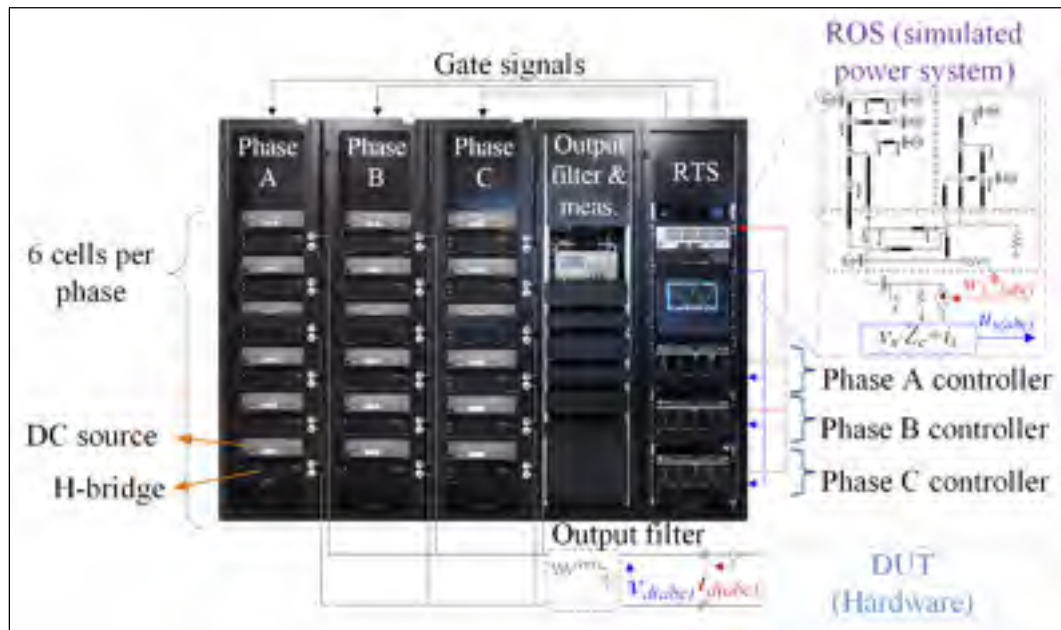 ROS (simulated
power system)
Gate signals
Phase
A
Phase
B
Phase
C
Output
filter &
meas.
RTS
6 cells per
phase
Phase A controller
Phase B controller
Phase C controller
DC source
H-bridge
Output filter
DUT
(Hardware)